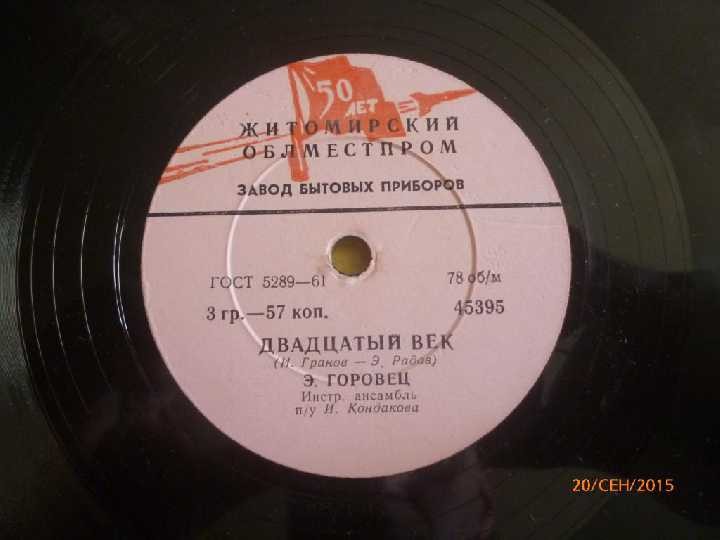 50
ЛЕТ
ЖИТОМИРСКИЙ
ОБЛМЕСТПРОМ
ЗАВОД БЫТОВЫХ ПРИБОРОВ
ГОСТ 5289—61 78 об/м
3 гр.—57 коп. 45395
ДВАДЦАТЫЙ ВЕК
(И. Граков — Э. Радов)
Э. ГОРОВЕЦ
Инстр. ансамбль
п/у И. Кондакова
20/СЕН/2015